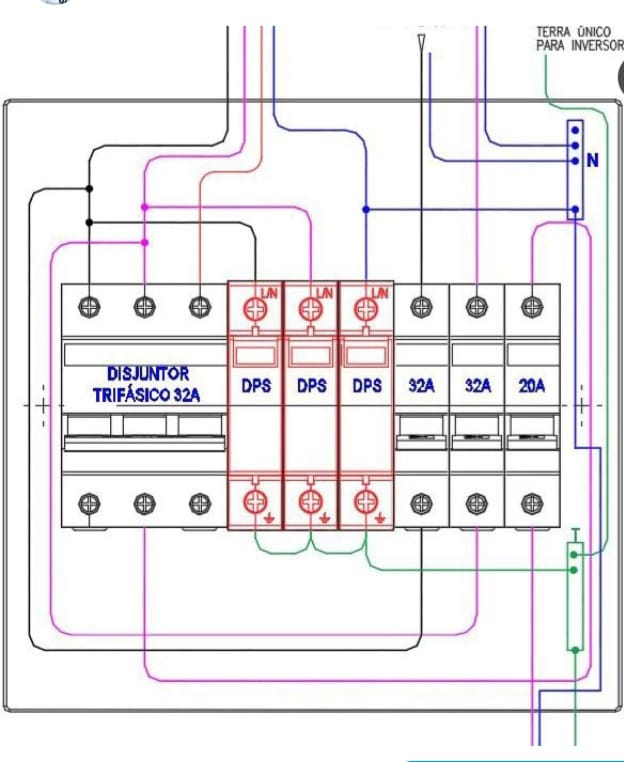 TERRA ÚNICO
PARA INVERSOR
N
L/N
L/N
L/N
DISJUNTOR
TRIFÁSICO 32A
DPS
DPS
DPS
32A
32A
20A
T